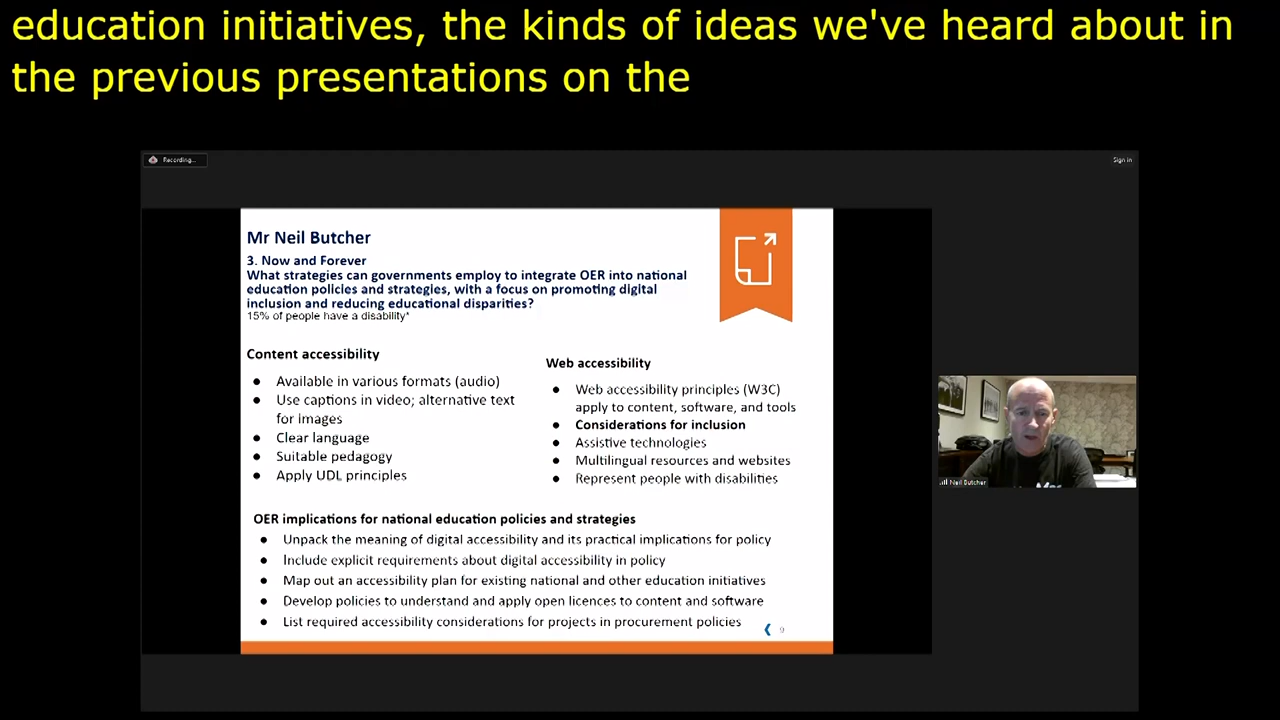 education initiatives, the kinds of ideas we've heard about in
the previous presentations on the
Recording...
Sign in
Mr Neil Butcher
3. Now and Forever
What strategies can governments employ to integrate OER into national
education policies and strategies, with a focus on promoting digital
inclusion and reducing educational disparities?
15% of people have a disability*
Content accessibility
● Available in various formats (audio)
● Use captions in video; alternative text
for images
● Clear language
● Suitable pedagogy
● Apply UDL principles
Web accessibility
● Web accessibility principles (W3C)
apply to content, software, and tools
● Considerations for inclusion
● Assistive technologies
● Multilingual resources and websites
● Represent people with disabilities
OER implications for national education policies and strategies
● Unpack the meaning of digital accessibility and its practical implications for policy
● Include explicit requirements about digital accessibility in policy
● Map out an accessibility plan for existing national and other education initiatives
● Develop policies to understand and apply open licences to content and software
● List required accessibility considerations for projects in procurement policies
9
Neil Butcher